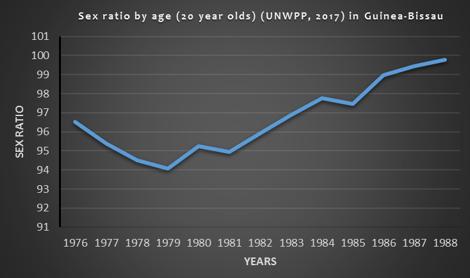 Sex ratio by age (20 year olds) (UNWPP, 2017) in Guinea-Bissau
101
100
99
98
97
96
95
94
93
92
91
SEX RATIO
1976 1977 1978 1979 1980 1981 1982 1983 1984 1985 1986 1987 1988
YEARS